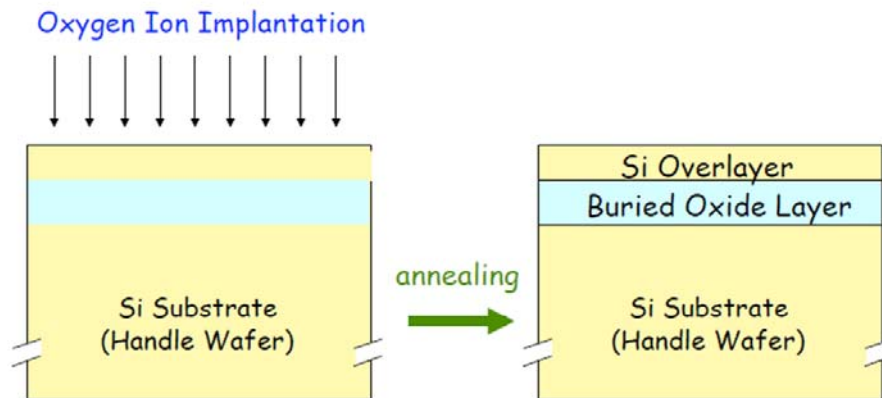 Oxygen Ion Implantation
Si Substrate
(Handle Wafer)
annealing
Si Overlayer
Buried Oxide Layer
Si Substrate
(Handle Wafer)